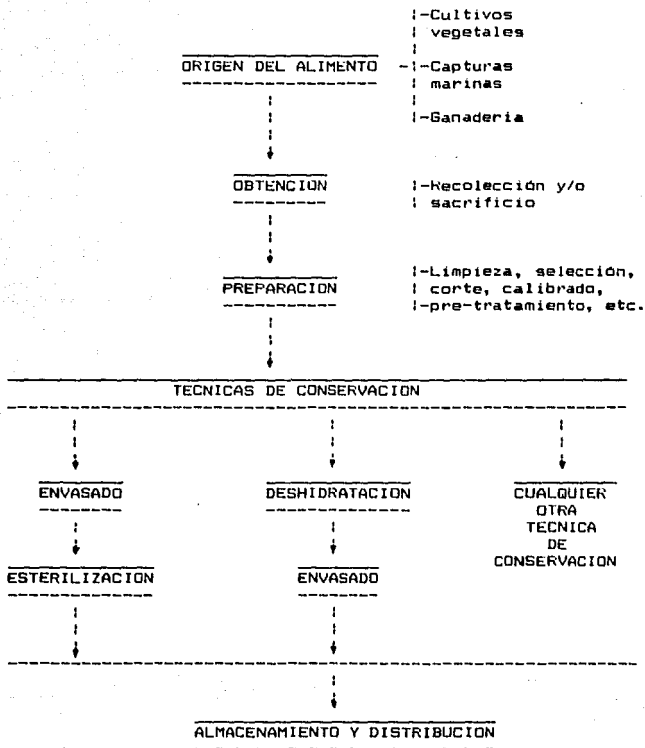 -Cultivos
vegetales
ORIGEN DEL ALIMENTO
-Capturas
marinas
-Ganaderia
OBTENCION
-Recolección y/o
sacrificio
PREPARACION
-Limpieza, selección,
corte, calibrado,
-pre-tratamiento, etc.
TECNICAS DE CONSERVACION
ENVASADO
DESHIDRATACION
CUALQUIER
OTRA
TECNICA
DE
CONSERVACION
ESTERILIZACION
ENVASADO
ALMACENAMIENTO Y DISTRIBUCION